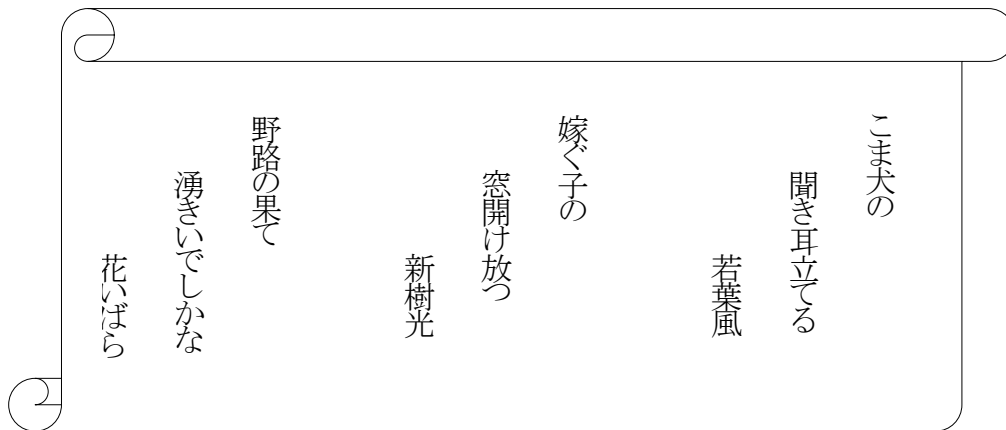 こま犬の
聞き耳立てる
若葉風
嫁ぐ子の
窓開け放つ
新樹光
野路の果て
湧きいでしかな
花いばら